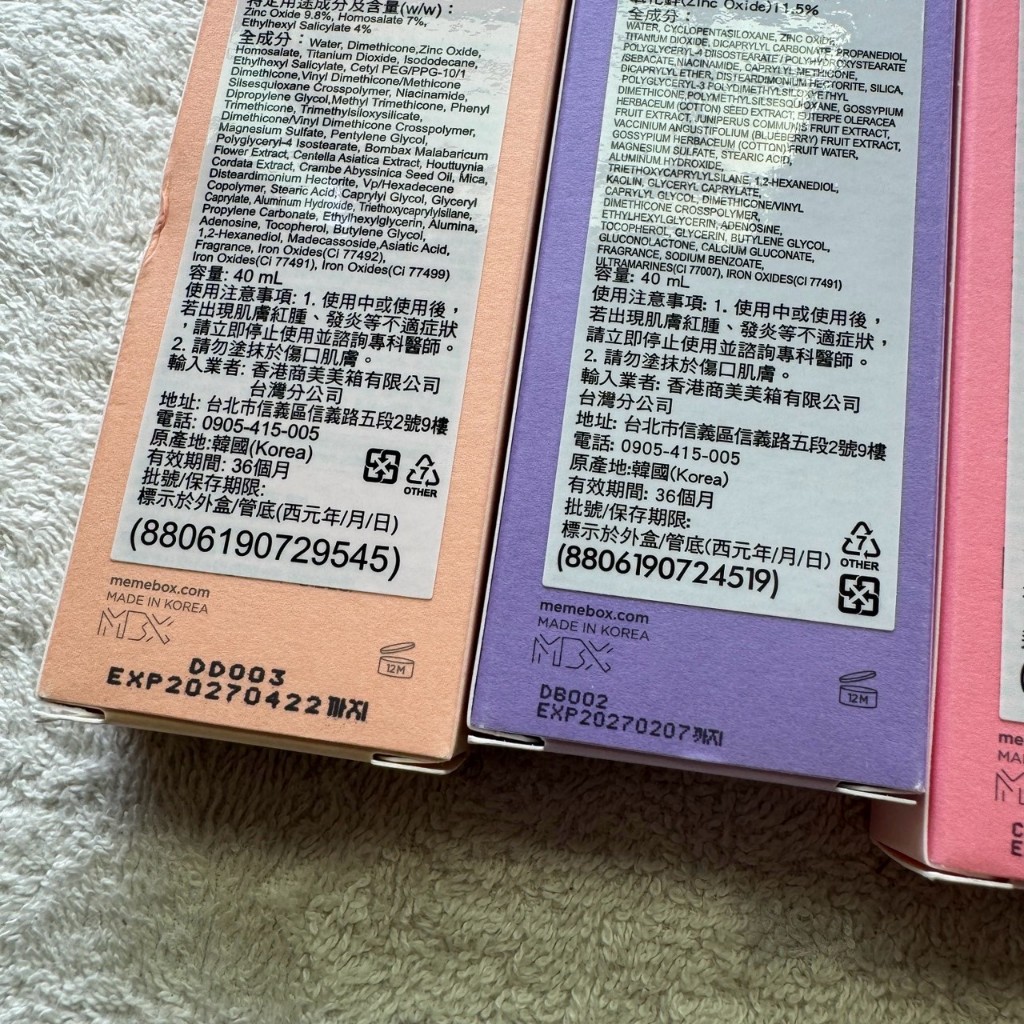 特定用途成分及含量(w/w)：
Zinc Oxide 9.8%, Homosalate 7%,
Ethylhexyl Salicylate 4%
全成分：Water, Dimethicone,Zinc Oxide,
Homosalate, Titanium Dioxide, Isododecane,
Ethylhexyl Salicylate, Cetyl PEG/PPG-10/1
Dimethicone,Vinyl Dimethicone/Methicone
Silsesquioxane Crosspolymer, Niacinamide,
Dipropylene Glycol,Methyl Trimethicone, Phenyl
Trimethicone, Trimethylsiloxysilicate,
Dimethicone/Vinyl Dimethicone Crosspolymer,
Magnesium Sulfate, Pentylene Glycol,
Polyglyceryl-4 Isostearate, Bombax Malabaricum
Flower Extract, Centella Asiatica Extract, Houttuynia
Cordata Extract, Crambe Abyssinica Seed Oil, Mica,
Disteardimonium Hectorite, Vp/Hexadecene
Copolymer, Stearic Acid, Caprylyl Glycol, Glyceryl
Caprylate, Aluminum Hydroxide, Triethoxycaprylylsilane,
Propylene Carbonate, Ethylhexylglycerin, Alumina,
Adenosine, Tocopherol, Butylene Glycol,
1,2-Hexanediol, Madecassoside,Asiatic Acid,
Fragrance, Iron Oxides(Ci 77492),
Iron Oxides(Ci 77491), Iron Oxides(Ci 77499)
容量: 40 mL
使用注意事項: 1. 使用中或使用後，
若出現肌膚紅腫、發炎等不適症狀
，請立即停止使用並諮詢專科醫師。
2. 請勿塗抹於傷口肌膚。
輸入業者: 香港商美美箱有限公司
台灣分公司
地址: 台北市信義區信義路五段2號9樓
電話: 0905-415-005
原產地:韓國(Korea)
有效期間: 36個月
批號/保存期限:
標示於外盒/管底(西元年/月/日)
7
OTHER
(8806190729545)
memebox.com
MADE IN KOREA
MBX
12M
DD003
EXP20270422까지
(Zinc Oxide)11.5%
全成分：
WATER, CYCLOPENTASILOXANE, ZINC OXIDE,
TITANIUM DIOXIDE, DICAPRYLYL CARBONATE, PROPANEDIOL,
POLYGLYCERYL-4 DIISOSTEARATE / POLYHYDROXYSTEARATE
/SEBACATE,NIACINAMIDE, CAPRYLYL METHICONE,
DICAPRYLYL ETHER, DISTEARDIMONIUM HECTORITE, SILICA,
POLYGLYCERYL-3 POLYDIMETHYLSILOXYETHYL
DIMETHICONE,POLYMETHYLSILSESQUIOXANE, GOSSYPIUM
HERBACEUM (COTTON) SEED EXTRACT, EUTERPE OLERACEA
FRUIT EXTRACT, JUNIPERUS COMMUNIS FRUIT EXTRACT,
VACCINIUM ANGUSTIFOLIUM (BLUEBERRY) FRUIT EXTRACT,
GOSSYPIUM HERBACEUM (COTTON) FRUIT WATER,
MAGNESIUM SULFATE, STEARIC ACID,
ALUMINUM HYDROXIDE,
TRIETHOXYCAPRYLYLSILANE, 1,2-HEXANEDIOL,
KAOLIN, GLYCERYL CAPRYLATE,
CAPRYLYL GLYCOL, DIMETHICONE/VINYL
DIMETHICONE CROSSPOLYMER,
ETHYLHEXYLGLYCERIN, ADENOSINE,
TOCOPHEROL, GLYCERIN, BUTYLENE GLYCOL,
GLUCONOLACTONE, CALCIUM GLUCONATE,
FRAGRANCE, SODIUM BENZOATE,
ULTRAMARINES(CI 77007), IRON OXIDES(CI 77491)
容量: 40 mL
使用注意事項: 1. 使用中或使用後，
若出現肌膚紅腫、發炎等不適症狀
，請立即停止使用並諮詢專科醫師。
2. 請勿塗抹於傷口肌膚。
輸入業者: 香港商美美箱有限公司
台灣分公司
地址: 台北市信義區信義路五段2號9樓
電話: 0905-415-005
原產地:韓國(Korea)
有效期間: 36個月
批號/保存期限:
標示於外盒/管底(西元年/月/日)
7
OTHER
(8806190724519)
memebox.com
MADE IN KOREA
MBX
12M
DB002
EXP20270207까지
me
MA